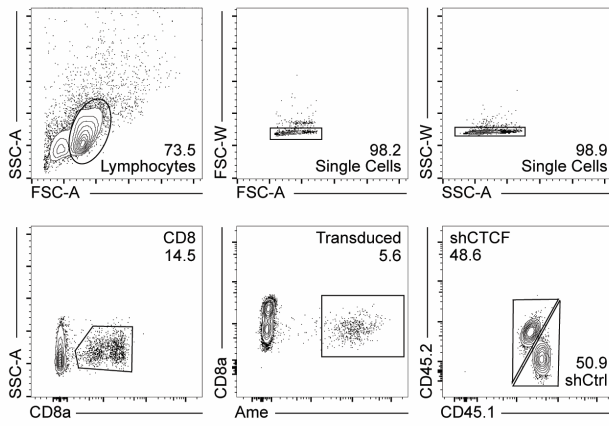 SSC-A
73.5
Lymphocytes
FSC-A
FSC-W
98.2
Single Cells
FSC-A
SSC-W
98.9
Single Cells
SSC-A
SSC-A
CD8
14.5
CD8a
CD8a
Transduced
5.6
Ame
CD45.2
shCTCF
48.6
50.9
shCtrl
CD45.1